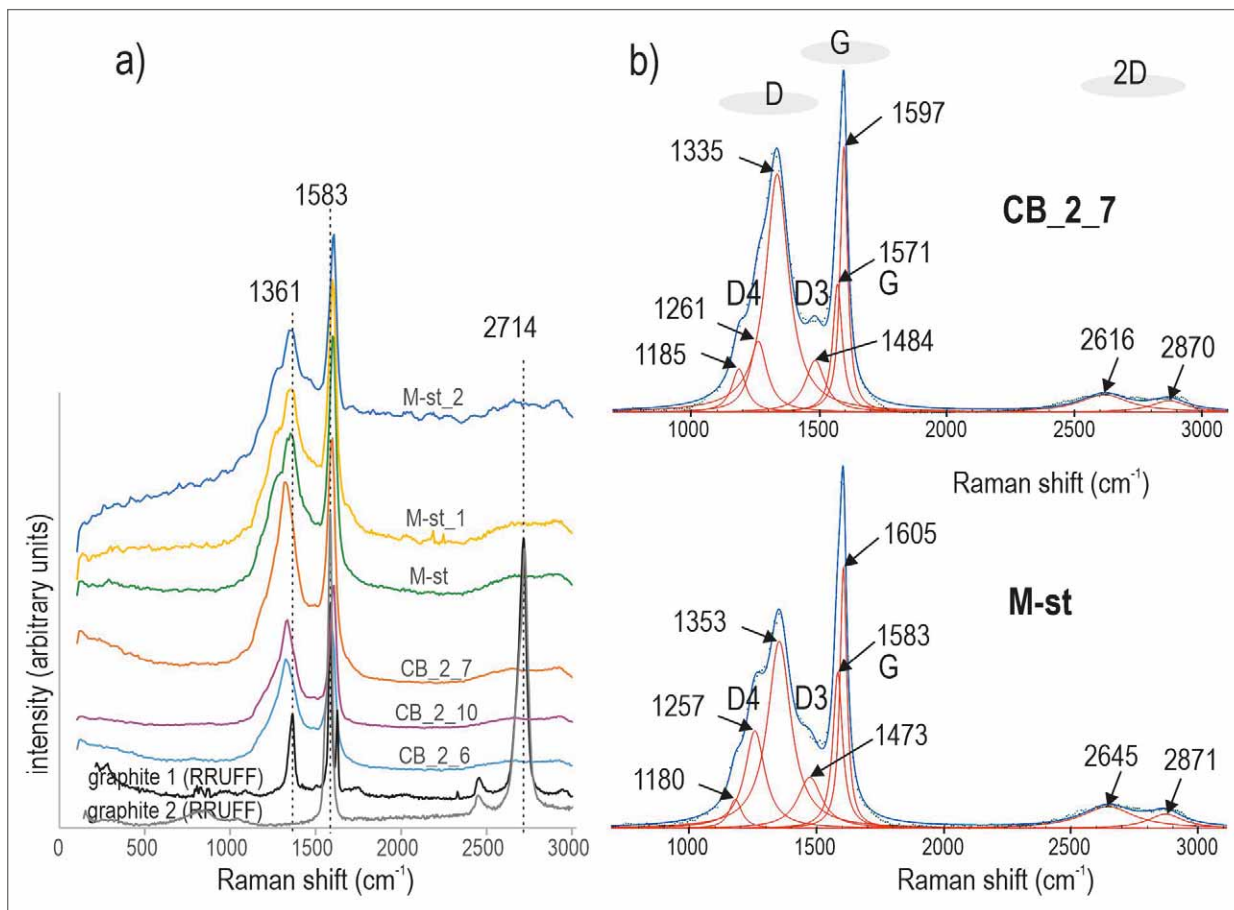 a)
1583
1361
2714
M-st_2
M-st_1
M-st
CB_2_7
CB_2_10
CB_2_6
graphite 1 (RRUFF)
graphite 2 (RRUFF)
intensity (arbitrary units)
0 500 1000 1500 2000 2500 3000
Raman shift (cm⁻¹)
b)
G
D
2D
1335
1597
CB_2_7
1571
G
D4
D3
1261
1185
1484
2616
2870
1000 1500 2000 2500 3000
Raman shift (cm⁻¹)
1605
M-st
1353
1583
G
D4
D3
1257
1473
1180
2645
2871
1000 1500 2000 2500 3000
Raman shift (cm⁻¹)